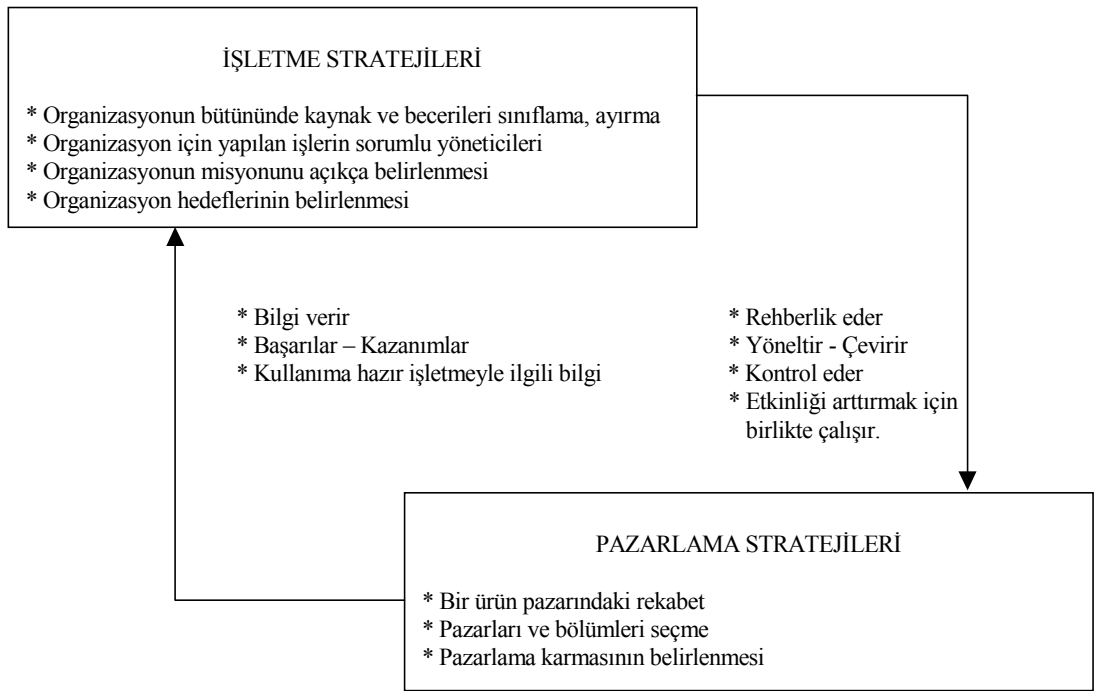 İŞLETME STRATEJİLERİ
* Organizasyonun bütününde kaynak ve becerileri sınıflama, ayırma
* Organizasyon için yapılan işlerin sorumlu yöneticileri
* Organizasyonun misyonunu açıkça belirlenmesi
* Organizasyon hedeflerinin belirlenmesi
* Bilgi verir
* Başarılar – Kazanımlar
* Kullanıma hazır işletmeyle ilgili bilgi
* Rehberlik eder
* Yöneltir - Çevirir
* Kontrol eder
* Etkinliği arttırmak için
birlikte çalışır.
PAZARLAMA STRATEJİLERİ
* Bir ürün pazarındaki rekabet
* Pazarları ve bölümleri seçme
* Pazarlama karmasının belirlenmesi